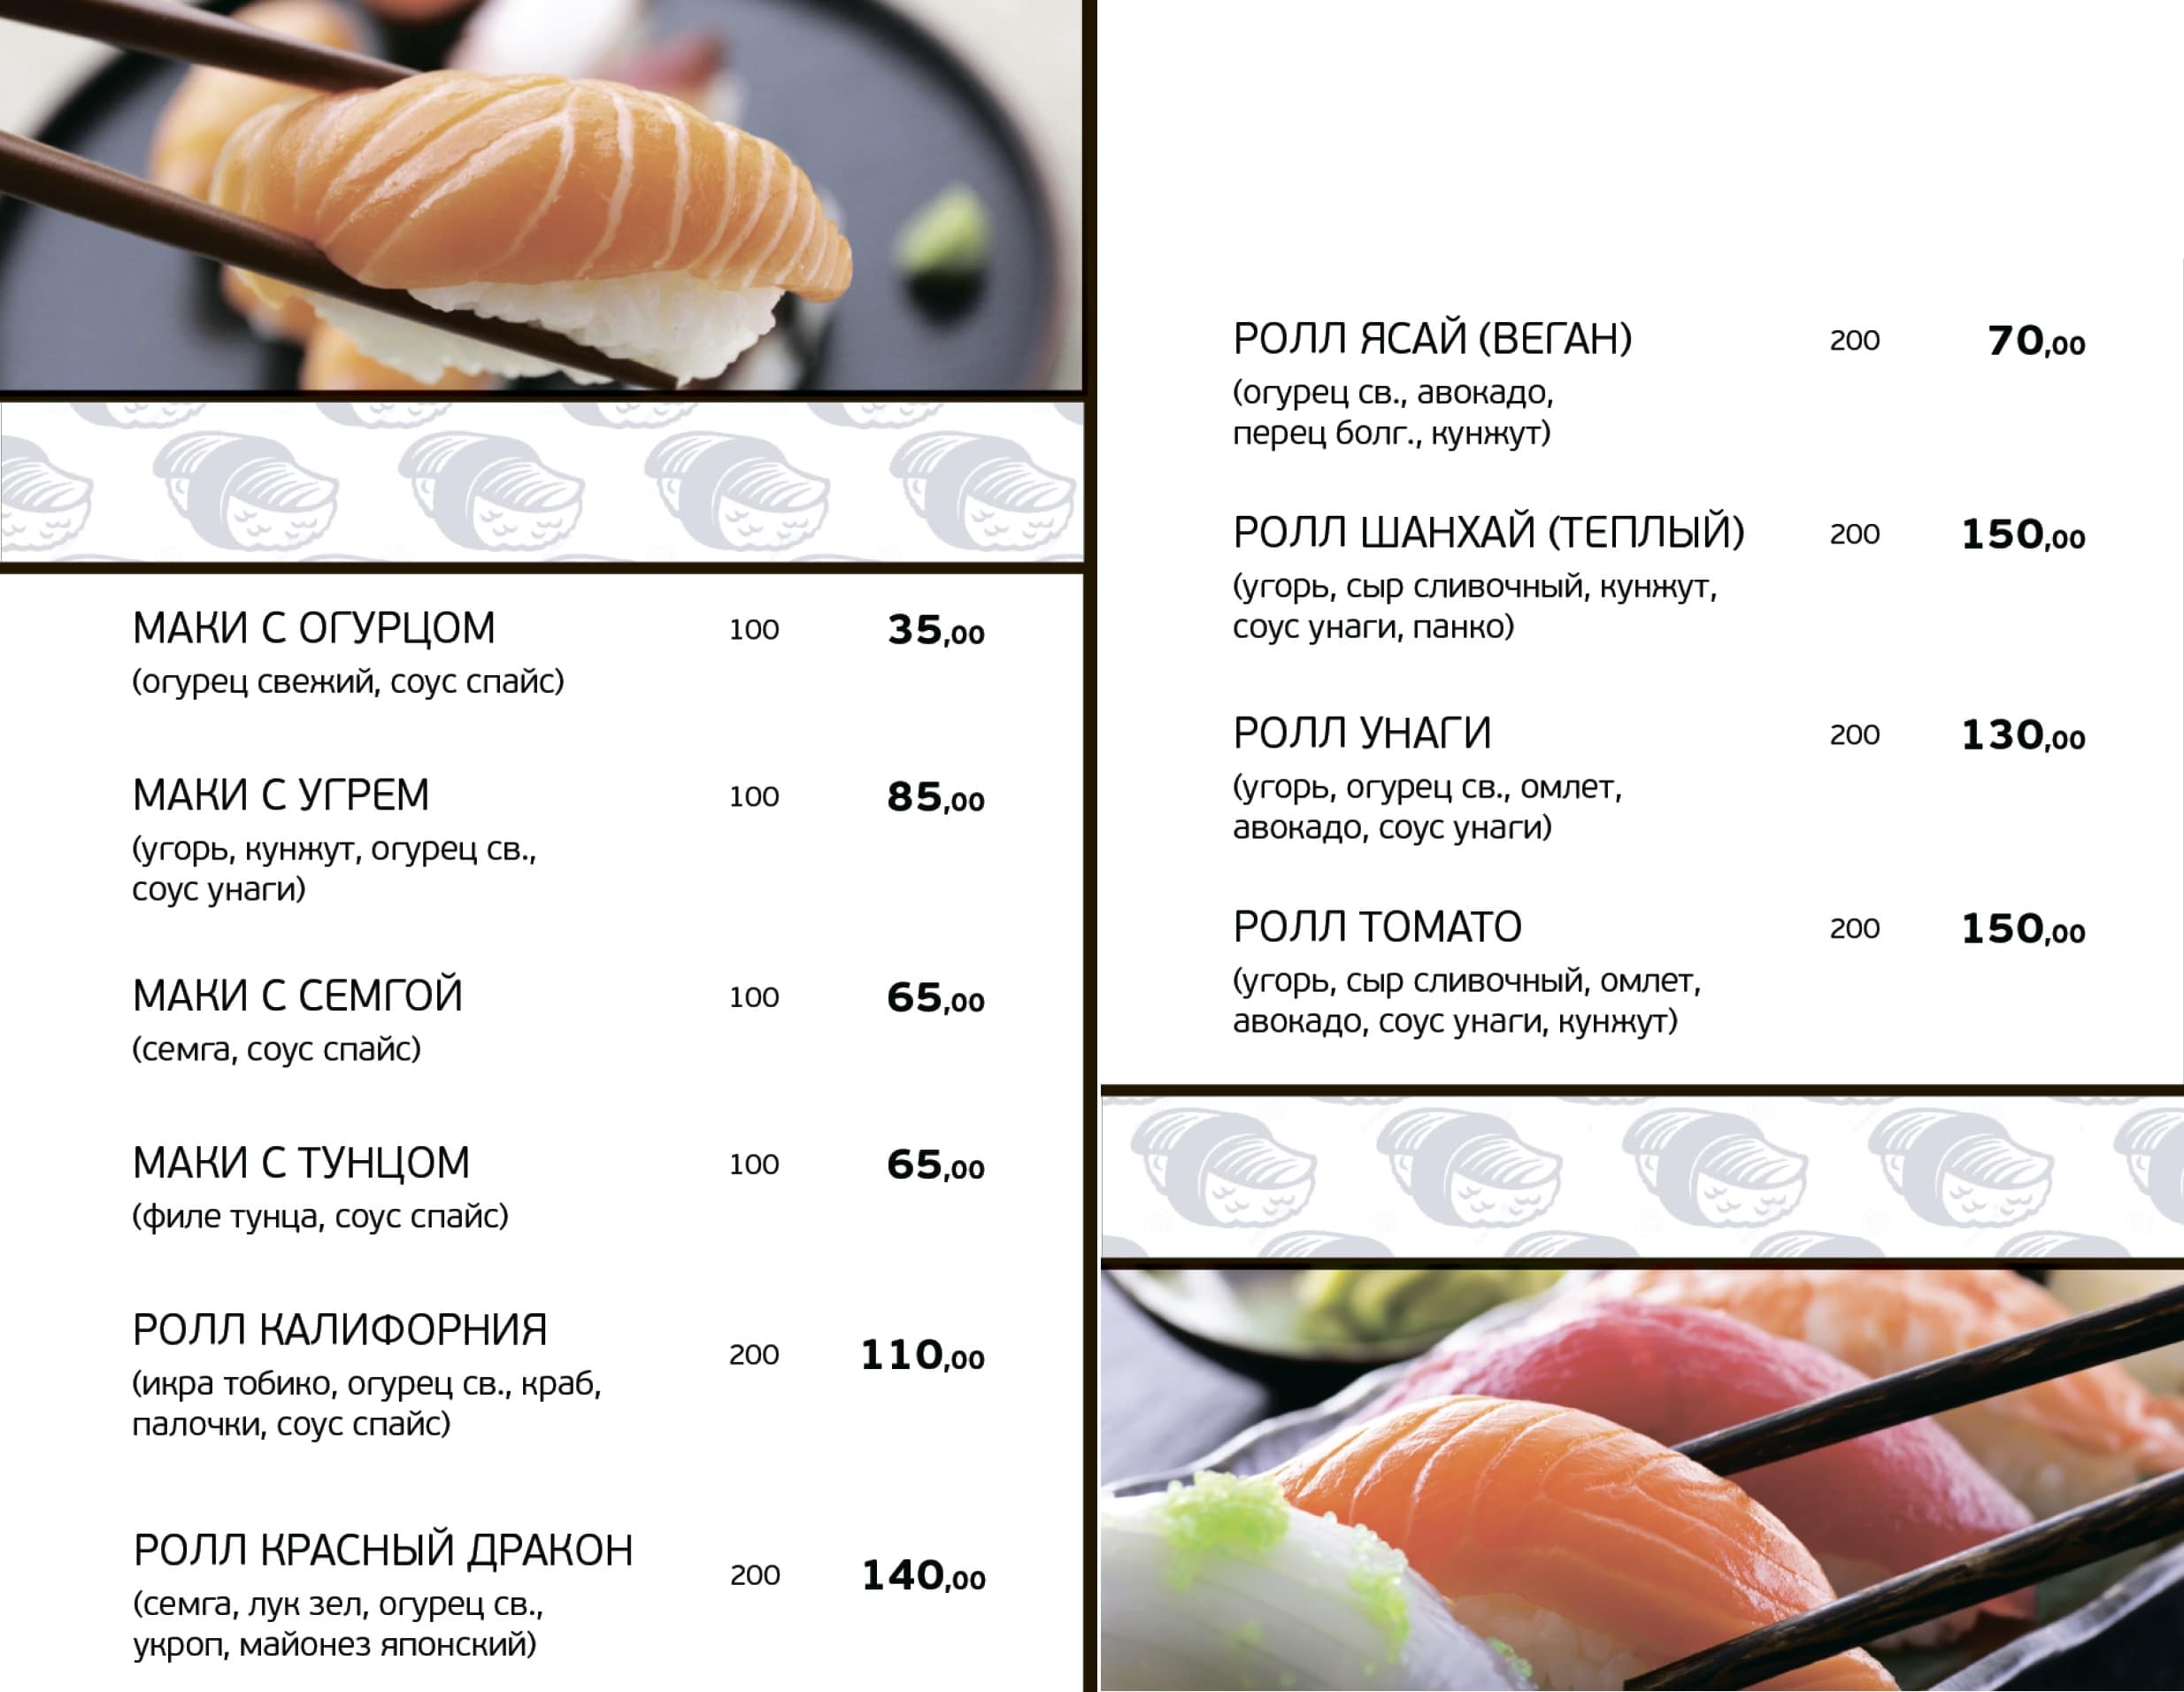 МАКИ С ОГУРЦОМ 100 35,00
(огурец свежий, соус спайс)
МАКИ С УГРЕМ 100 85,00
(угорь, кунжут, огурец св.,
соус унаги)
МАКИ С СЕМГОЙ 100 65,00
(семга, соус спайс)
МАКИ С ТУНЦОМ 100 65,00
(филе тунца, соус спайс)
РОЛЛ КАЛИФОРНИЯ 200 110,00
(икра тобико, огурец св., краб,
палочки, соус спайс)
РОЛЛ КРАСНЫЙ ДРАКОН 200 140,00
(семга, лук зел, огурец св.,
укроп, майонез японский)
РОЛЛ ЯСАЙ (ВЕГАН) 200 70,00
(огурец св., авокадо,
перец болг., кунжут)
РОЛЛ ШАНХАЙ (ТЕПЛЫЙ) 200 150,00
(угорь, сыр сливочный, кунжут,
соус унаги, панко)
РОЛЛ УНАГИ 200 130,00
(угорь, огурец св., омлет,
авокадо, соус унаги)
РОЛЛ ТОМАТО 200 150,00
(угорь, сыр сливочный, омлет,
авокадо, соус унаги, кунжут)